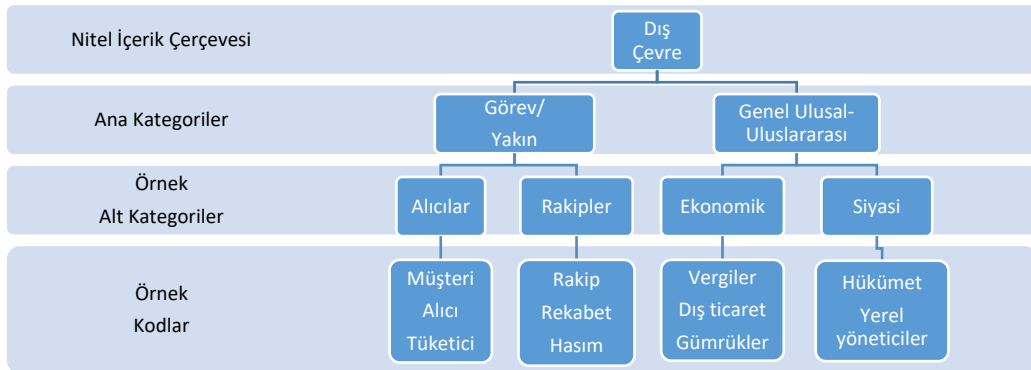 Nitel İçerik Çerçevesi
Dış
Çevre
Ana Kategoriler
Görev/
Yakın
Genel Ulusal-
Uluslararası
Örnek
Alt Kategoriler
Alıcılar
Rakipler
Ekonomik
Siyasi
Örnek
Kodlar
Müşteri
Alıcı
Tüketici
Rakip
Rekabet
Hasım
Vergiler
Dış ticaret
Gümrükler
Hükümet
Yerel
yöneticiler